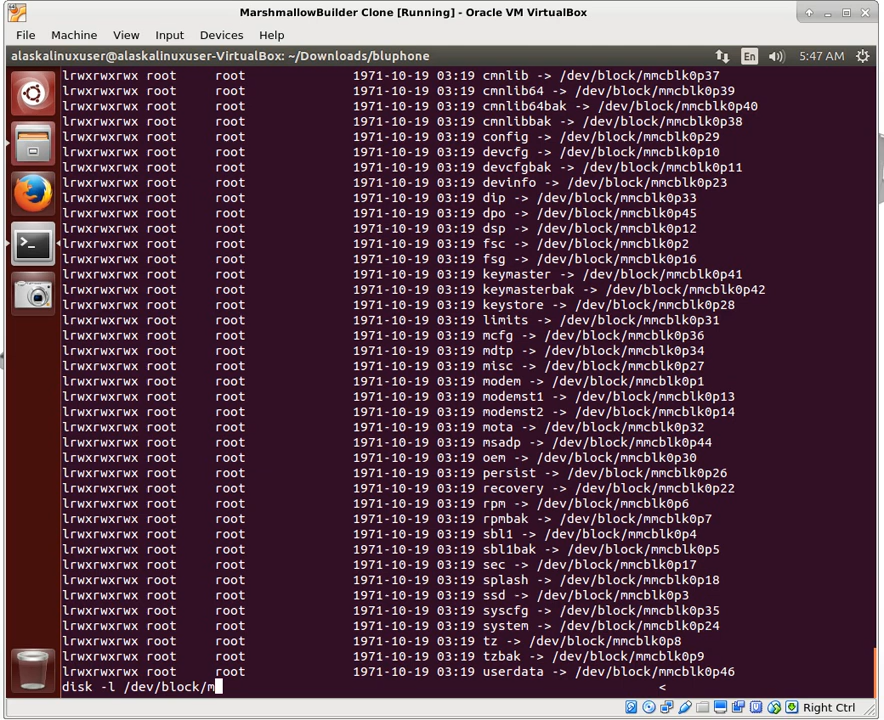 MarshmallowBuilder Clone [Running] - Oracle VM VirtualBox
File Machine View Input Devices Help
alaskalinuxuser@alaskalinuxuser-VirtualBox: ~/Downloads/bluphone En 5:47 AM
lrwxrwxrwx root root 1971-10-19 03:19 cmnlib -> /dev/block/mmcblk0p37
lrwxrwxrwx root root 1971-10-19 03:19 cmnlib64 -> /dev/block/mmcblk0p39
lrwxrwxrwx root root 1971-10-19 03:19 cmnlib64bak -> /dev/block/mmcblk0p40
lrwxrwxrwx root root 1971-10-19 03:19 cmnlibbak -> /dev/block/mmcblk0p38
lrwxrwxrwx root root 1971-10-19 03:19 config -> /dev/block/mmcblk0p29
lrwxrwxrwx root root 1971-10-19 03:19 devcfg -> /dev/block/mmcblk0p10
lrwxrwxrwx root root 1971-10-19 03:19 devcfgbak -> /dev/block/mmcblk0p11
lrwxrwxrwx root root 1971-10-19 03:19 devinfo -> /dev/block/mmcblk0p23
lrwxrwxrwx root root 1971-10-19 03:19 dip -> /dev/block/mmcblk0p33
lrwxrwxrwx root root 1971-10-19 03:19 dpo -> /dev/block/mmcblk0p45
lrwxrwxrwx root root 1971-10-19 03:19 dsp -> /dev/block/mmcblk0p12
lrwxrwxrwx root root 1971-10-19 03:19 fsc -> /dev/block/mmcblk0p2
lrwxrwxrwx root root 1971-10-19 03:19 fsg -> /dev/block/mmcblk0p16
lrwxrwxrwx root root 1971-10-19 03:19 keymaster -> /dev/block/mmcblk0p41
lrwxrwxrwx root root 1971-10-19 03:19 keymasterbak -> /dev/block/mmcblk0p42
lrwxrwxrwx root root 1971-10-19 03:19 keystore -> /dev/block/mmcblk0p28
lrwxrwxrwx root root 1971-10-19 03:19 limits -> /dev/block/mmcblk0p31
lrwxrwxrwx root root 1971-10-19 03:19 mcfg -> /dev/block/mmcblk0p36
lrwxrwxrwx root root 1971-10-19 03:19 mdtp -> /dev/block/mmcblk0p34
lrwxrwxrwx root root 1971-10-19 03:19 misc -> /dev/block/mmcblk0p27
lrwxrwxrwx root root 1971-10-19 03:19 modem -> /dev/block/mmcblk0p1
lrwxrwxrwx root root 1971-10-19 03:19 modemst1 -> /dev/block/mmcblk0p13
lrwxrwxrwx root root 1971-10-19 03:19 modemst2 -> /dev/block/mmcblk0p14
lrwxrwxrwx root root 1971-10-19 03:19 mota -> /dev/block/mmcblk0p32
lrwxrwxrwx root root 1971-10-19 03:19 msadp -> /dev/block/mmcblk0p44
lrwxrwxrwx root root 1971-10-19 03:19 oem -> /dev/block/mmcblk0p30
lrwxrwxrwx root root 1971-10-19 03:19 persist -> /dev/block/mmcblk0p26
lrwxrwxrwx root root 1971-10-19 03:19 recovery -> /dev/block/mmcblk0p22
lrwxrwxrwx root root 1971-10-19 03:19 rpm -> /dev/block/mmcblk0p6
lrwxrwxrwx root root 1971-10-19 03:19 rpmbak -> /dev/block/mmcblk0p7
lrwxrwxrwx root root 1971-10-19 03:19 sbl1 -> /dev/block/mmcblk0p4
lrwxrwxrwx root root 1971-10-19 03:19 sbl1bak -> /dev/block/mmcblk0p5
lrwxrwxrwx root root 1971-10-19 03:19 sec -> /dev/block/mmcblk0p17
lrwxrwxrwx root root 1971-10-19 03:19 splash -> /dev/block/mmcblk0p18
lrwxrwxrwx root root 1971-10-19 03:19 ssd -> /dev/block/mmcblk0p3
lrwxrwxrwx root root 1971-10-19 03:19 syscfg -> /dev/block/mmcblk0p35
lrwxrwxrwx root root 1971-10-19 03:19 system -> /dev/block/mmcblk0p24
lrwxrwxrwx root root 1971-10-19 03:19 tz -> /dev/block/mmcblk0p8
lrwxrwxrwx root root 1971-10-19 03:19 tzbak -> /dev/block/mmcblk0p9
lrwxrwxrwx root root 1971-10-19 03:19 userdata -> /dev/block/mmcblk0p46
disk -l /dev/block/m <
Right Ctrl